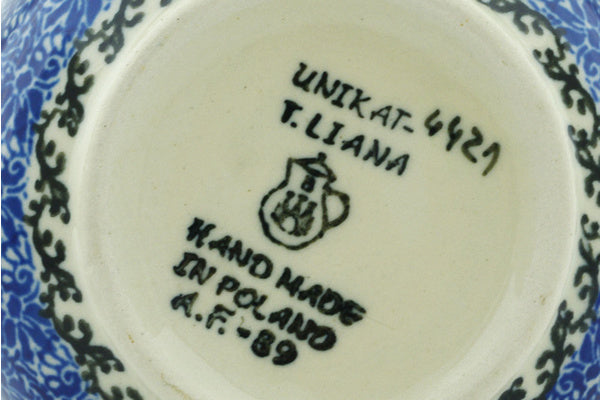 UNIKAT-4421
T.LIANA
HAND MADE
IN POLAND
A.F.-89